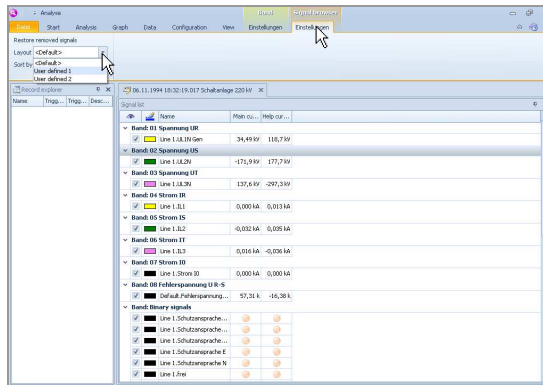 Analysis
Band
Signal browser
Datei Start Analysis Graph Data Configuration View Einstellungen Einstellungen
Restore removed signals
Layout <Default>
Sort by <Default>
User defined 1
User defined 2
Record explorer
06.11.1994 18:32:19.017 Schaltanlage 220 kV
Name Trigg... Trigg... Desc...
Signal list
Name Main cu... Help cur...
Band: 01 Spannung UR
Line 1.UL1N Gen 34,49 kV 118,7 kV
Band: 02 Spannung US
Line 1.UL2N -171,9 kV 177,7 kV
Band: 03 Spannung UT
Line 1.UL3N 137,6 kV -297,3 kV
Band: 04 Strom IR
Line 1.IL1 0,000 kA 0,013 kA
Band: 05 Strom IS
Line 1.IL2 -0,032 kA 0,035 kA
Band: 06 Strom IT
Line 1.IL3 0,016 kA -0,036 kA
Band: 07 Strom I0
Line 1.Strom I0 0,000 kA 0,000 kA
Band: 08 Fehlerspannung U R-S
Default.Fehlerspannung... 57,31 k -16,38 k
Band: Binary signals
Line 1.Schutzansprache...
Line 1.Schutzansprache...
Line 1.Schutzansprache...
Line 1.Schutzansprache E
Line 1.Schutzansprache N
Line 1.frei